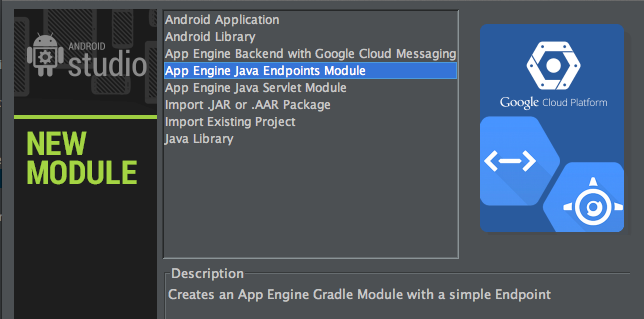 ANDROID
studio
NEW
MODULE
Android Application
Android Library
App Engine Backend with Google Cloud Messaging
App Engine Java Endpoints Module
App Engine Java Servlet Module
Import .JAR or .AAR Package
Import Existing Project
Java Library
Google Cloud Platform
Description
Creates an App Engine Gradle Module with a simple Endpoint